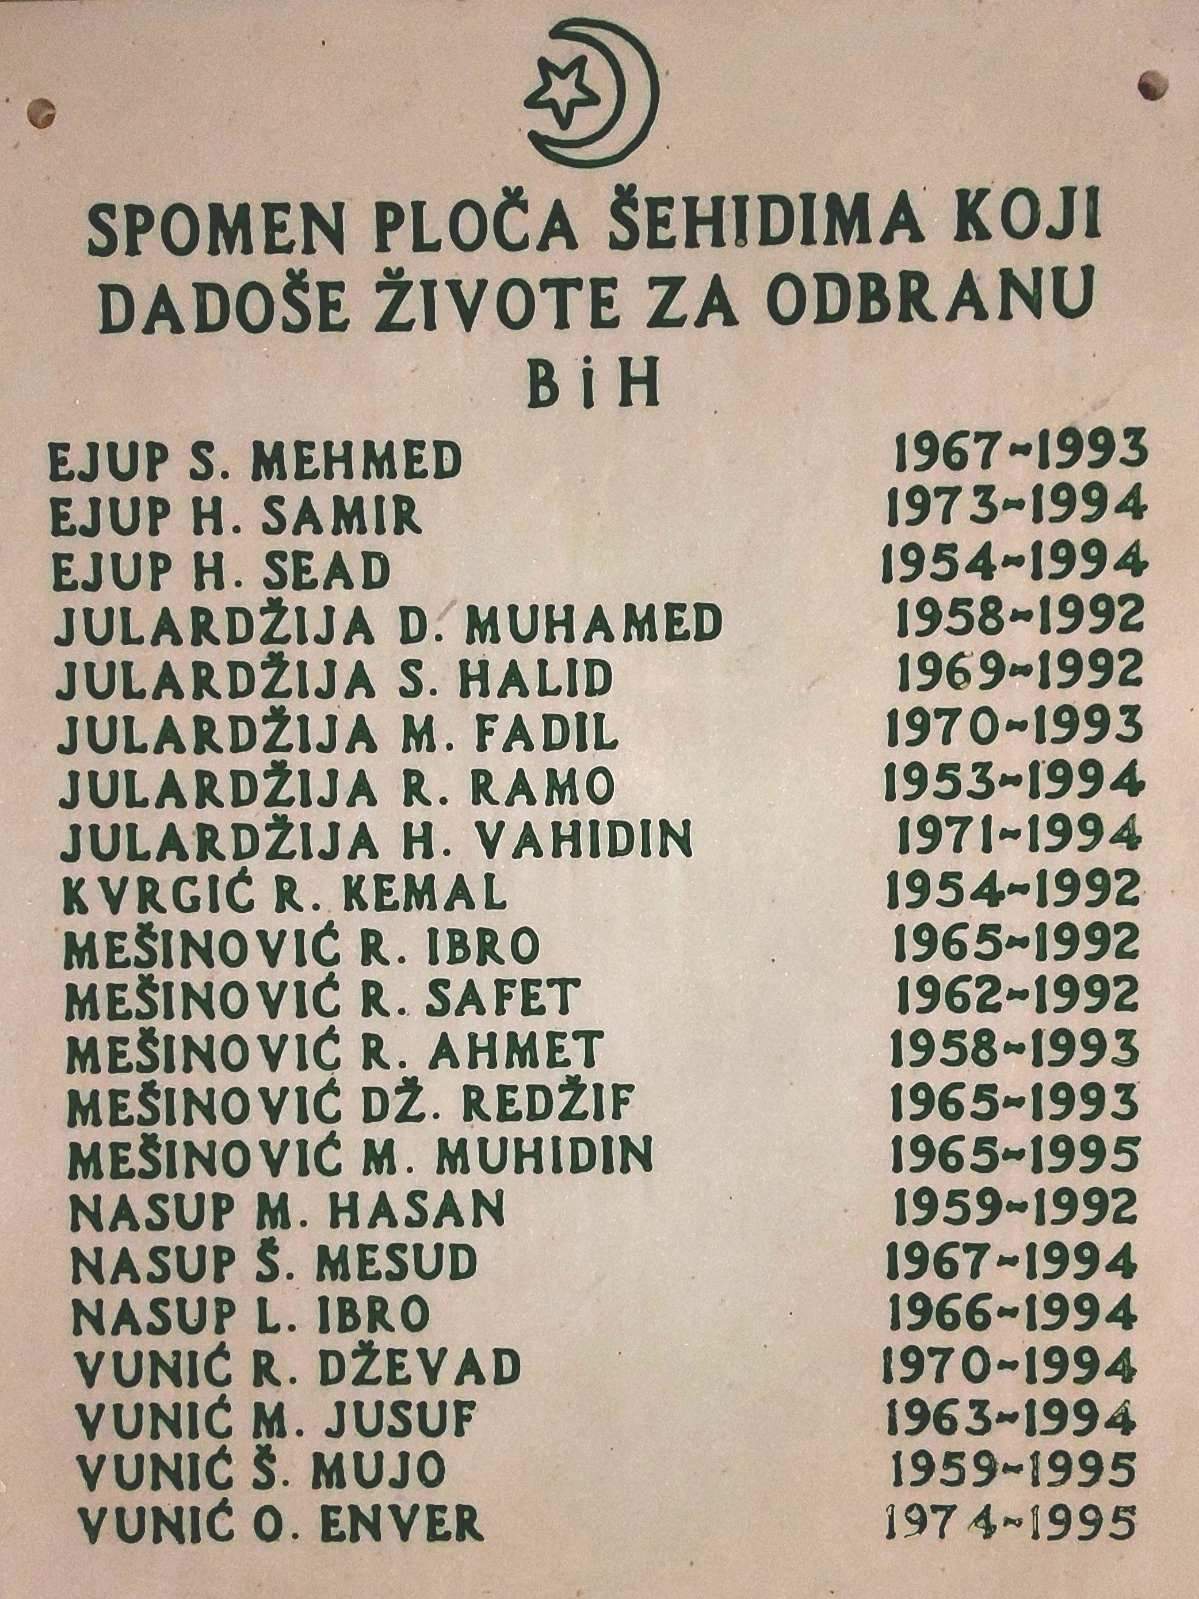 SPOMEN PLOČA ŠEHIDIMA KOJI
DADOŠE ŽIVOTE ZA ODBRANU
BiH
EJUP S. MEHMED 1967~1993
EJUP H. SAMIR 1973~1994
EJUP H. SEAD 1954~1994
JULARDŽIJA D. MUHAMED 1958~1992
JULARDŽIJA S. HALID 1969~1992
JULARDŽIJA M. FADIL 1970~1993
JULARDŽIJA R. RAMO 1953~1994
JULARDŽIJA H. VAHIDIN 1971~1994
KVRGIĆ R. KEMAL 1954~1992
MEŠINOVIĆ R. IBRO 1965~1992
MEŠINOVIĆ R. SAFET 1962~1992
MEŠINOVIĆ R. AHMET 1958~1993
MEŠINOVIĆ DŽ. REDŽIF 1965~1993
MEŠINOVIĆ M. MUHIDIN 1965~1995
NASUP M. HASAN 1959~1992
NASUP Š. MESUD 1967~1994
NASUP L. IBRO 1966~1994
VUNIĆ R. DŽEVAD 1970~1994
VUNIĆ M. JUSUF 1963~1994
VUNIĆ Š. MUJO 1959~1995
VUNIĆ O. ENVER 1974~1995